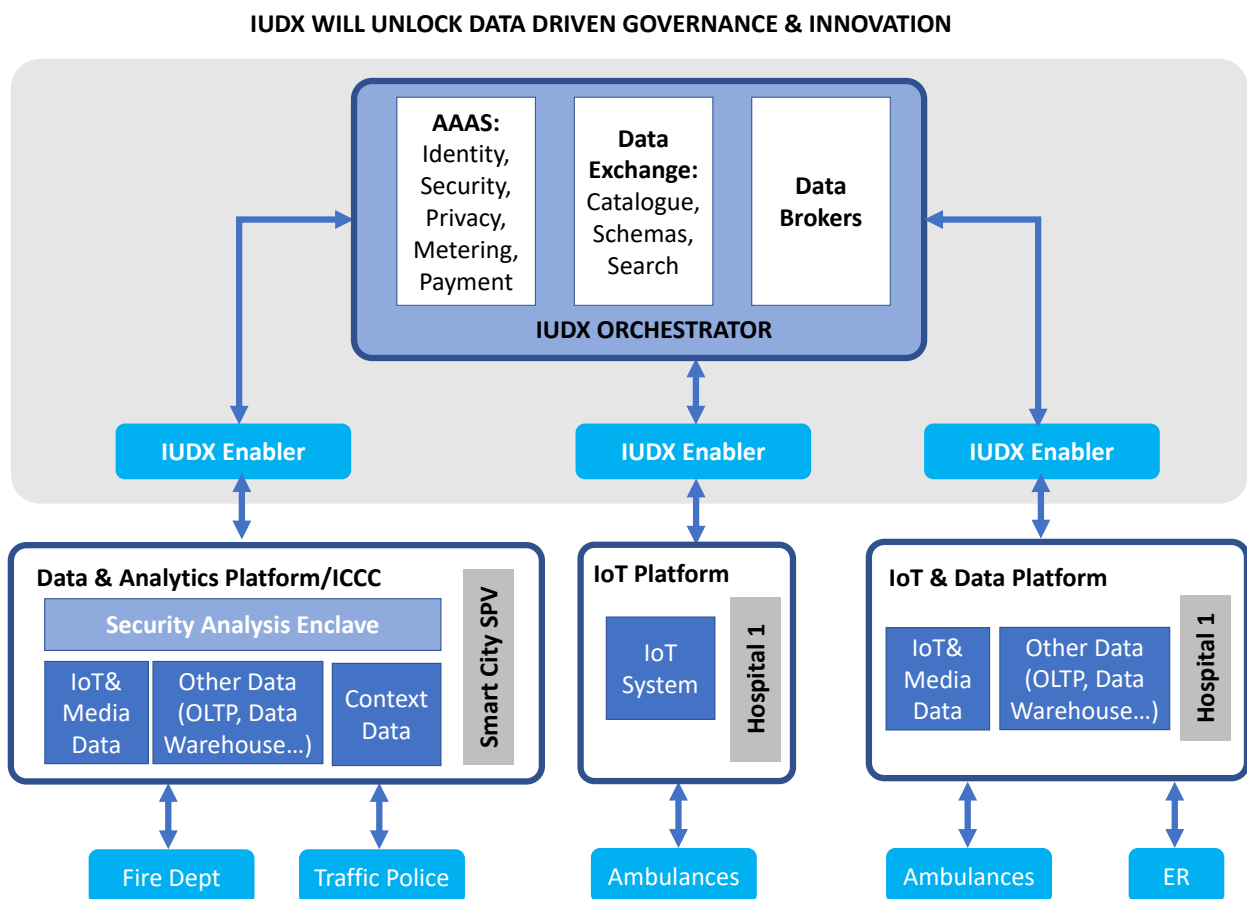 IUDX WILL UNLOCK DATA DRIVEN GOVERNANCE & INNOVATION
AAAS:
Identity,
Security,
Privacy,
Metering,
Payment
Data
Exchange:
Catalogue,
Schemas,
Search
Data
Brokers
IUDX ORCHESTRATOR
IUDX Enabler
IUDX Enabler
IUDX Enabler
Data & Analytics Platform/ICCC
Security Analysis Enclave
IoT&
Media
Data
Other Data
(OLTP, Data
Warehouse…)
Context
Data
Smart City SPV
IoT Platform
IoT
System
Hospital 1
IoT & Data Platform
IoT&
Media
Data
Other Data
(OLTP, Data
Warehouse…)
Hospital 1
Fire Dept
Traffic Police
Ambulances
Ambulances
ER